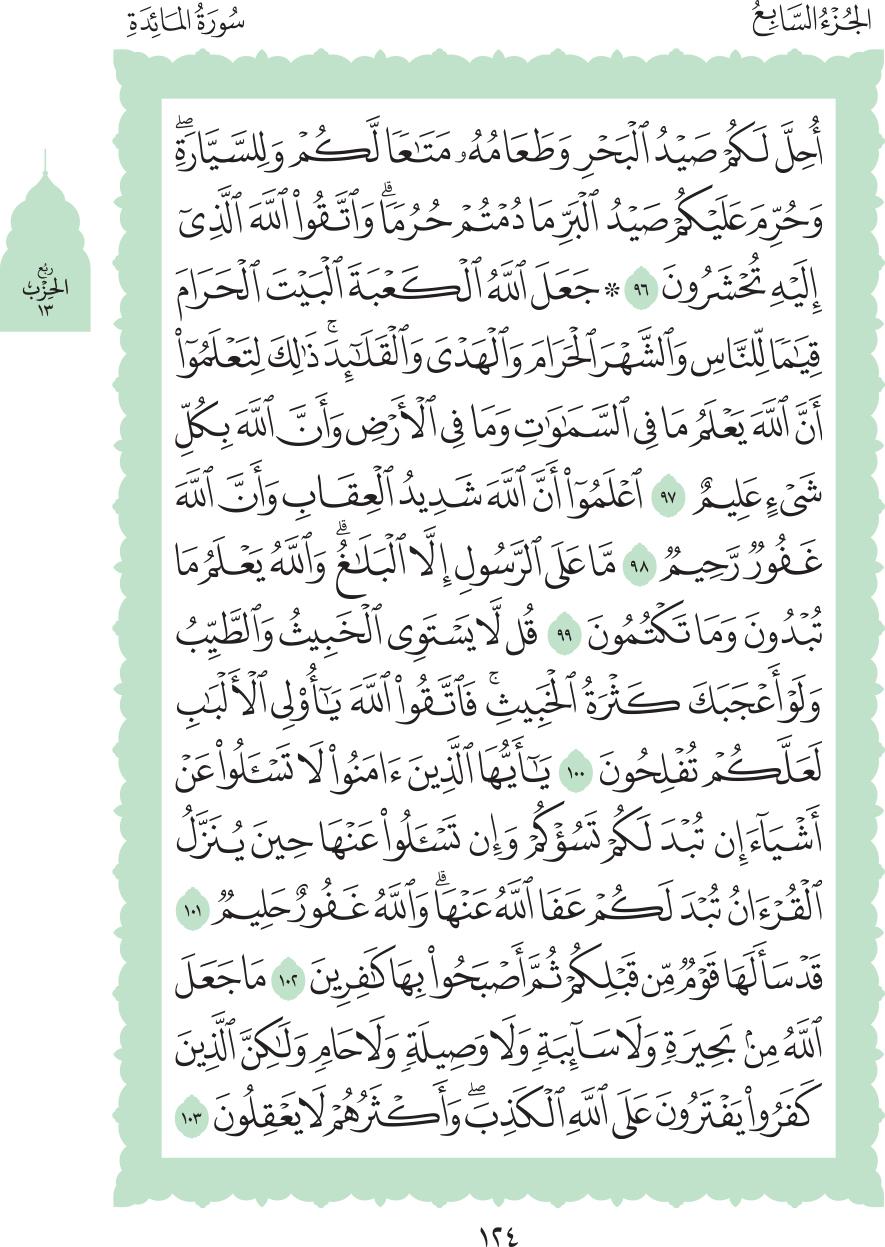 الجُزْءُ السَّابِعُ
سُورَةُ المَائِدَةِ
أُحِلَّ لَكُمْ صَيْدُ ٱلْبَحْرِ وَطَعَامُهُۥ مَتَٰعًا لَّكُمْ وَلِلسَّيَّارَةِۖ
وَحُرِّمَ عَلَيْكُمْ صَيْدُ ٱلْبَرِّ مَا دُمْتُمْ حُرُمًاۗ وَٱتَّقُوا۟ ٱللَّهَ ٱلَّذِىٓ
إِلَيْهِ تُحْشَرُونَ ٩٦ ۞ جَعَلَ ٱللَّهُ ٱلْكَعْبَةَ ٱلْبَيْتَ ٱلْحَرَامَ
قِيَٰمًا لِّلنَّاسِ وَٱلشَّهْرَ ٱلْحَرَامَ وَٱلْهَدْىَ وَٱلْقَلَٰٓئِدَۚ ذَٰلِكَ لِتَعْلَمُوٓا۟
أَنَّ ٱللَّهَ يَعْلَمُ مَا فِى ٱلسَّمَٰوَٰتِ وَمَا فِى ٱلْأَرْضِ وَأَنَّ ٱللَّهَ بِكُلِّ
شَىْءٍ عَلِيمٌ ٩٧ ٱعْلَمُوٓا۟ أَنَّ ٱللَّهَ شَدِيدُ ٱلْعِقَابِ وَأَنَّ ٱللَّهَ
غَفُورٌ رَّحِيمٌ ٩٨ مَّا عَلَى ٱلرَّسُولِ إِلَّا ٱلْبَلَٰغُۗ وَٱللَّهُ يَعْلَمُ مَا
تُبْدُونَ وَمَا تَكْتُمُونَ ٩٩ قُل لَّا يَسْتَوِى ٱلْخَبِيثُ وَٱلطَّيِّبُ
وَلَوْ أَعْجَبَكَ كَثْرَةُ ٱلْخَبِيثِۚ فَٱتَّقُوا۟ ٱللَّهَ يَٰٓأُو۟لِى ٱلْأَلْبَٰبِ
لَعَلَّكُمْ تُفْلِحُونَ ١٠٠ يَٰٓأَيُّهَا ٱلَّذِينَ ءَامَنُوا۟ لَا تَسْـَٔلُوا۟ عَنْ
أَشْيَآءَ إِن تُبْدَ لَكُمْ تَسُؤْكُمْ وَإِن تَسْـَٔلُوا۟ عَنْهَا حِينَ يُنَزَّلُ
ٱلْقُرْءَانُ تُبْدَ لَكُمْ عَفَا ٱللَّهُ عَنْهَاۗ وَٱللَّهُ غَفُورٌ حَلِيمٌ ١٠١
قَدْ سَأَلَهَا قَوْمٌ مِّن قَبْلِكُمْ ثُمَّ أَصْبَحُوا۟ بِهَا كَٰفِرِينَ ١٠٢ مَا جَعَلَ
ٱللَّهُ مِنۢ بَحِيرَةٍ وَلَا سَآئِبَةٍ وَلَا وَصِيلَةٍ وَلَا حَامٍ وَلَٰكِنَّ ٱلَّذِينَ
كَفَرُوا۟ يَفْتَرُونَ عَلَى ٱللَّهِ ٱلْكَذِبَۖ وَأَكْثَرُهُمْ لَا يَعْقِلُونَ ١٠٣
رُبُع
الحِزْب
١٣
١٢٤